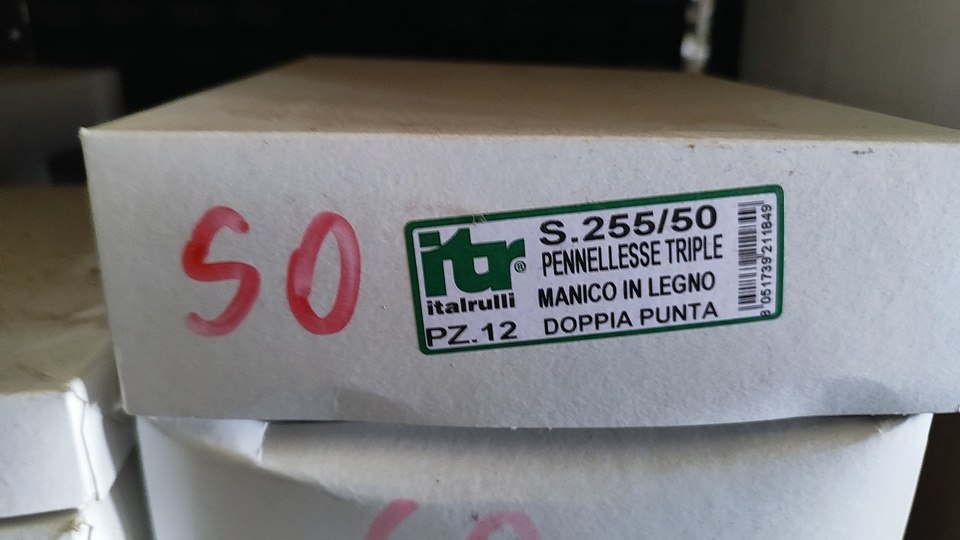 50
itr®
italrulli
PZ.12
S.255/50
PENNELLESSE TRIPLE
MANICO IN LEGNO
DOPPIA PUNTA
8 051739 211849